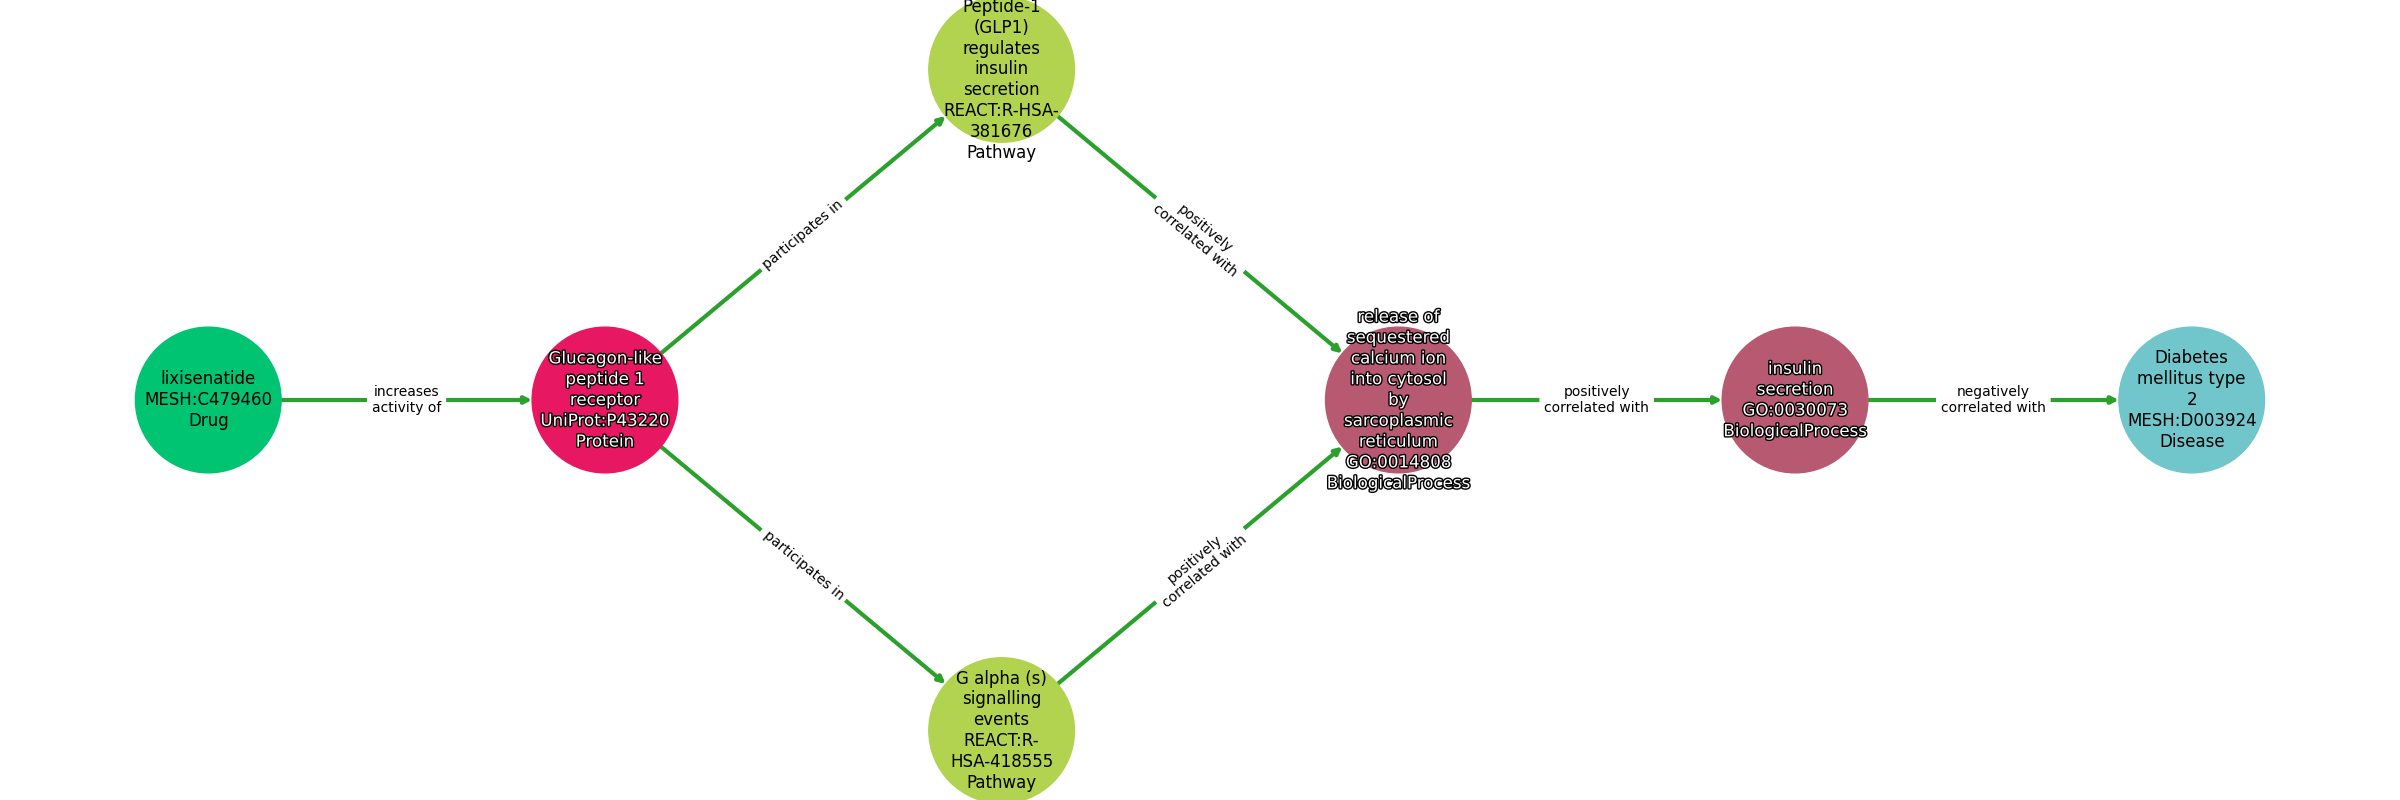 Peptide-1
(GLP1)
regulates
insulin
secretion
REACT:R-HSA-
381676
Pathway
participates in
positively
correlated with
lixisenatide
MESH:C479460
Drug
increases
activity of
Glucagon-like
peptide 1
receptor
UniProt:P43220
Protein
release of
sequestered
calcium ion
into cytosol
by
sarcoplasmic
reticulum
GO:0014808
BiologicalProcess
positively
correlated with
insulin
secretion
GO:0030073
BiologicalProcess
negatively
correlated with
Diabetes
mellitus type
2
MESH:D003924
Disease
participates in
positively
correlated with
G alpha (s)
signalling
events
REACT:R-
HSA-418555
Pathway